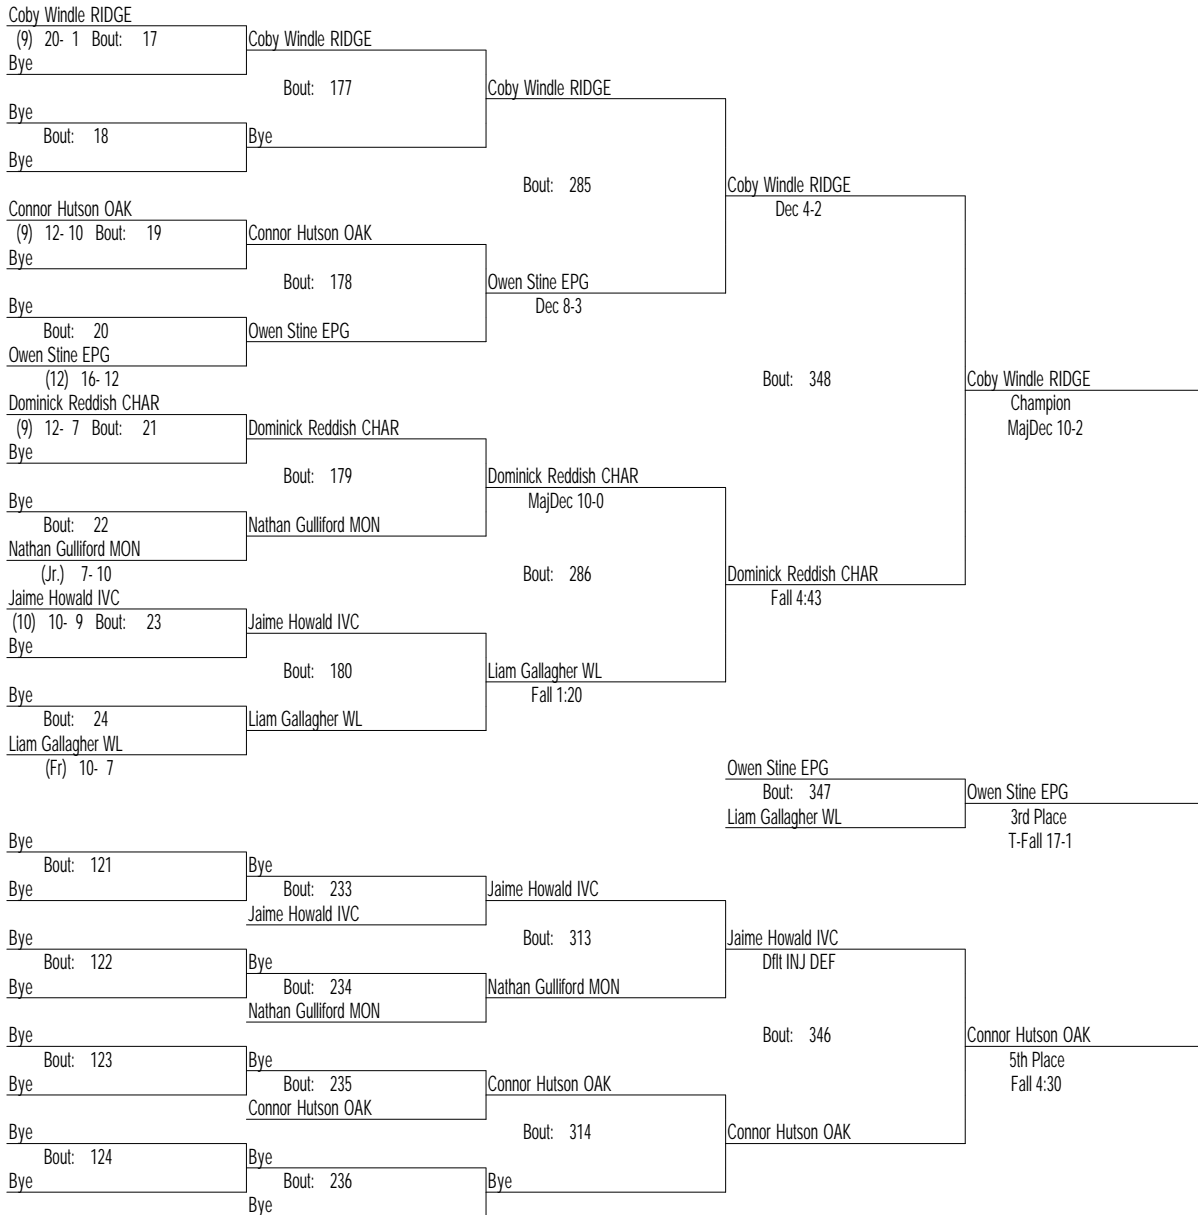 Coby Windle RIDGE
(9) 20- 1 Bout: 17
Coby Windle RIDGE
Bye
Bout: 177
Coby Windle RIDGE
Bye
Bout: 18
Bye
Bye
Bout: 285
Coby Windle RIDGE
Dec 4-2
Connor Hutson OAK
(9) 12- 10 Bout: 19
Connor Hutson OAK
Bye
Bout: 178
Owen Stine EPG
Dec 8-3
Bye
Bout: 20
Owen Stine EPG
Owen Stine EPG
(12) 16- 12
Bout: 348
Coby Windle RIDGE
Champion
MajDec 10-2
Dominick Reddish CHAR
(9) 12- 7 Bout: 21
Dominick Reddish CHAR
Bye
Bout: 179
Dominick Reddish CHAR
MajDec 10-0
Bye
Bout: 22
Nathan Gulliford MON
Nathan Gulliford MON
(Jr.) 7- 10
Bout: 286
Dominick Reddish CHAR
Fall 4:43
Jaime Howald IVC
(10) 10- 9 Bout: 23
Jaime Howald IVC
Bye
Bout: 180
Liam Gallagher WL
Fall 1:20
Bye
Bout: 24
Liam Gallagher WL
Liam Gallagher WL
(Fr) 10- 7
Owen Stine EPG
Bout: 347
Owen Stine EPG
Liam Gallagher WL
3rd Place
T-Fall 17-1
Bye
Bout: 121
Bye
Bye
Bout: 233
Jaime Howald IVC
Jaime Howald IVC
Bout: 313
Jaime Howald IVC
Dflt INJ DEF
Bye
Bout: 122
Bye
Bye
Bout: 234
Nathan Gulliford MON
Nathan Gulliford MON
Bout: 346
Connor Hutson OAK
5th Place
Fall 4:30
Bye
Bout: 123
Bye
Bye
Bout: 235
Connor Hutson OAK
Connor Hutson OAK
Bout: 314
Connor Hutson OAK
Bye
Bout: 124
Bye
Bye
Bout: 236
Bye
Bye